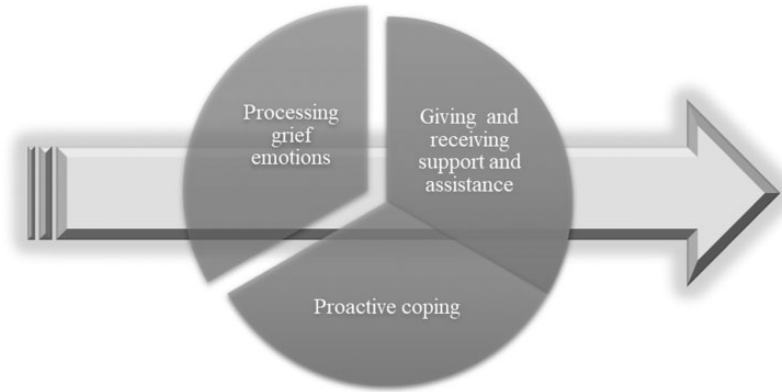 Processing
grief
emotions
Giving and
receiving
support and
assistance
Proactive coping